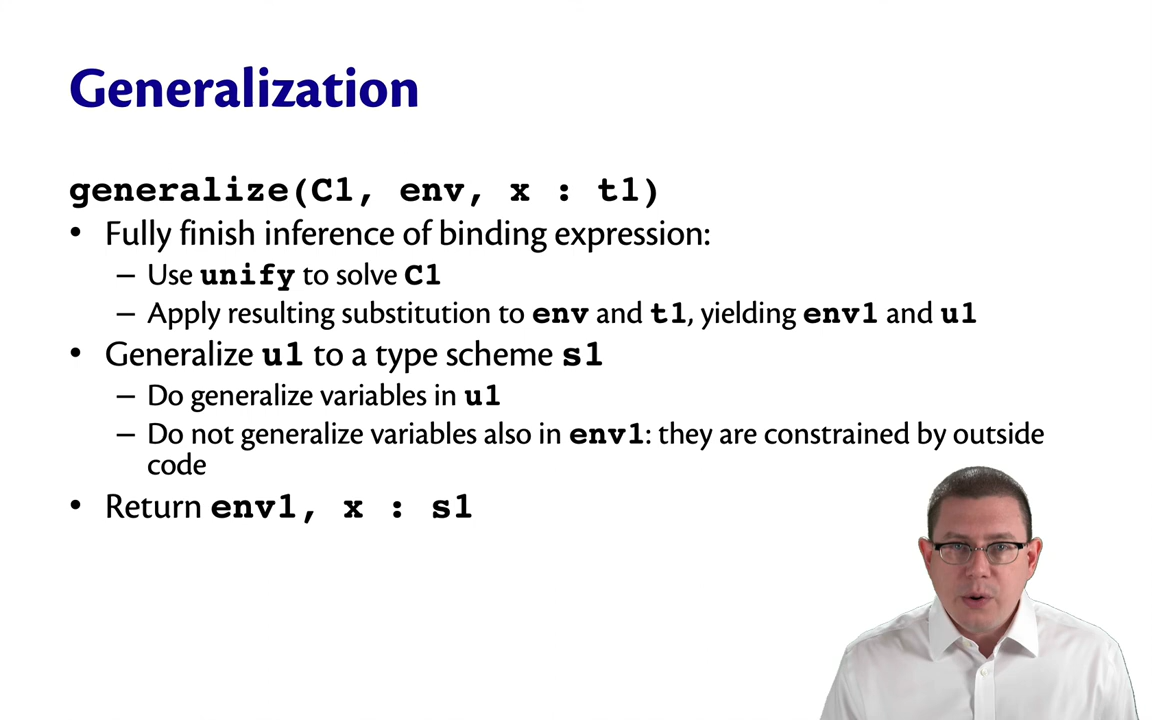 Generalization
generalize(C1, env, x : t1)
• Fully finish inference of binding expression:
– Use unify to solve C1
– Apply resulting substitution to env and t1, yielding env1 and u1
• Generalize u1 to a type scheme s1
– Do generalize variables in u1
– Do not generalize variables also in env1: they are constrained by outside
code
• Return env1, x : s1